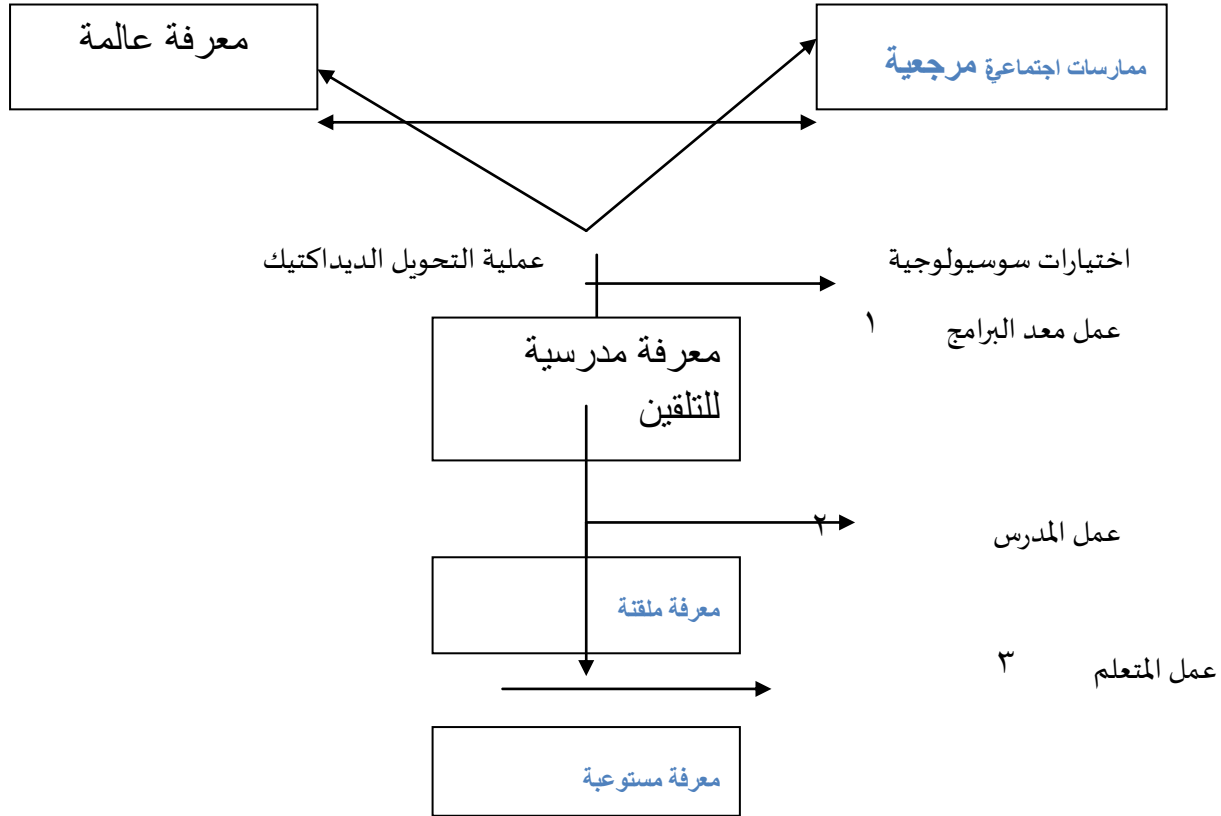 معرفة عالمة
ممارسات اجتماعية مرجعية
اختيارات سوسيولوجية
عملية التحويل الديداكتيك
عمل معد البرامج ١
معرفة مدرسية
للتلقين
عمل المدرس ٢
معرفة ملقنة
عمل المتعلم ٣
معرفة مستوعبة